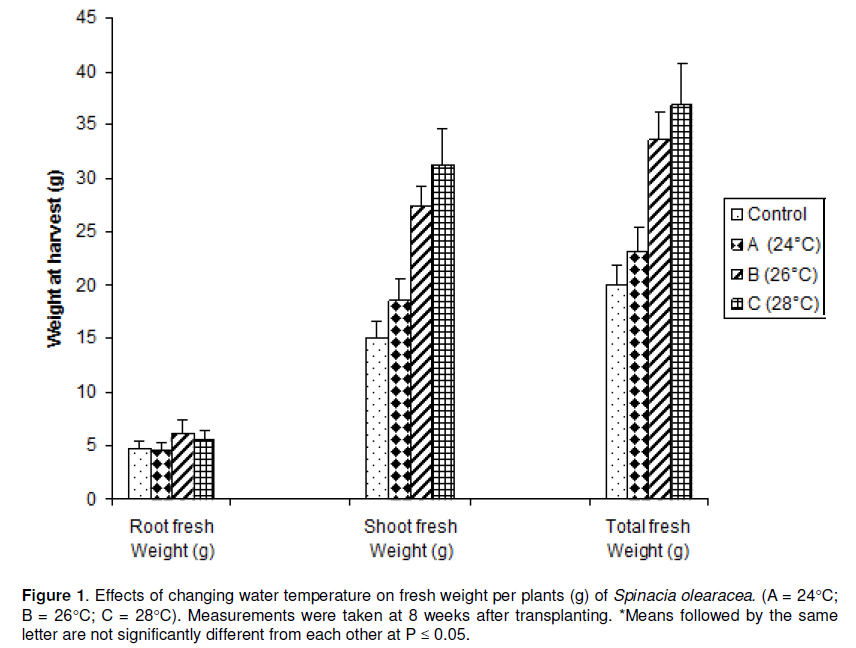 45
40
35
30
25
20
15
10
5
0
Weight at harvest (g)
Root fresh
Weight (g)
Shoot fresh
Weight (g)
Total fresh
Weight (g)
Control
A (24°C)
B (26°C)
C (28°C)
Figure 1. Effects of changing water temperature on fresh weight per plants (g) of Spinacia olearacea. (A = 24°C;
B = 26°C; C = 28°C). Measurements were taken at 8 weeks after transplanting. *Means followed by the same
letter are not significantly different from each other at P ≤ 0.05.